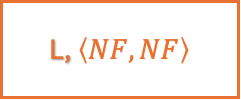 L, ⟨NF, NF⟩